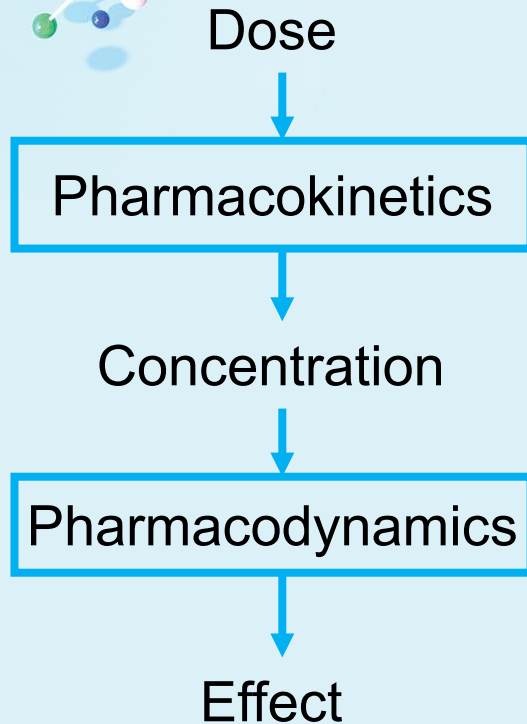 Dose
Pharmacokinetics
Concentration
Pharmacodynamics
Effect